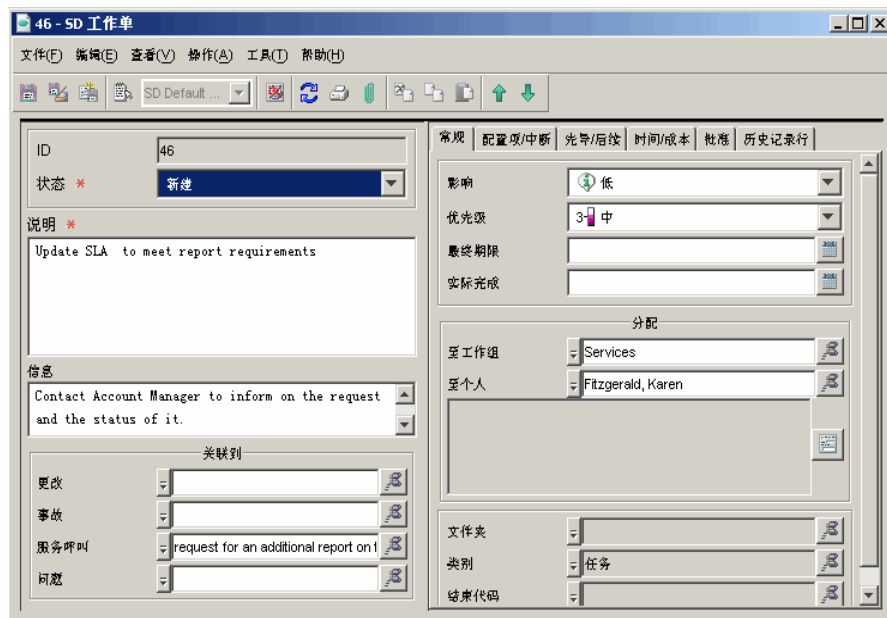 46 - SD 工作单
文件(F) 编辑(E) 查看(V) 操作(A) 工具(T) 帮助(H)
SD Default ...
ID 46
状态 * 新建
说明 *
Update SLA to meet report requirements
信息
Contact Account Manager to inform on the request
and the status of it.
关联到
更改
事故
服务呼叫 request for an additional report on t
问题
常规 配置项/中断 先导/后续 时间/成本 批准 历史记录行
影响 低
优先级 3- 中
最终期限
实际完成
分配
至工作组 Services
至个人 Fitzgerald, Karen
文件夹
类别 任务
结束代码